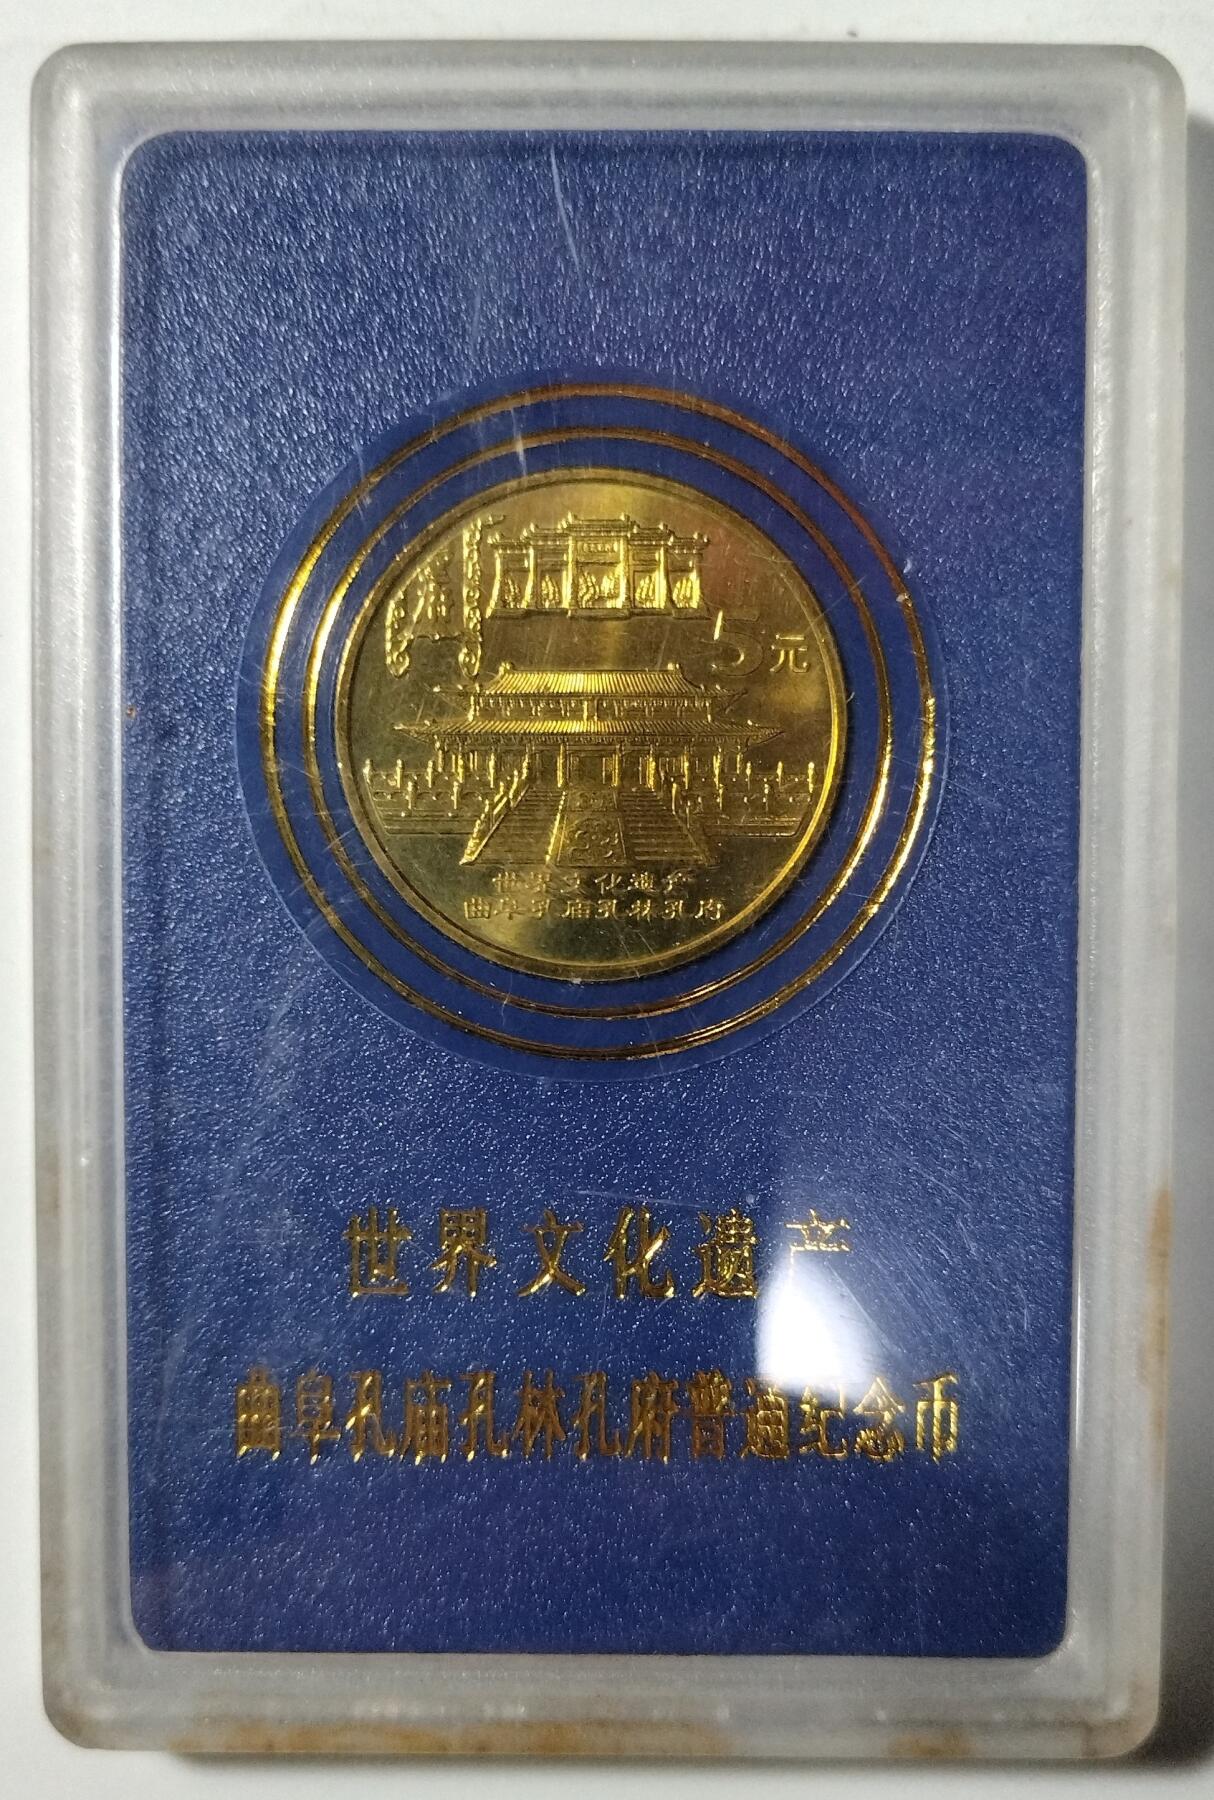 5元
世界文化遗产
曲阜孔庙孔林孔府
世界文化遗产
曲阜孔庙孔林孔府普通纪念币